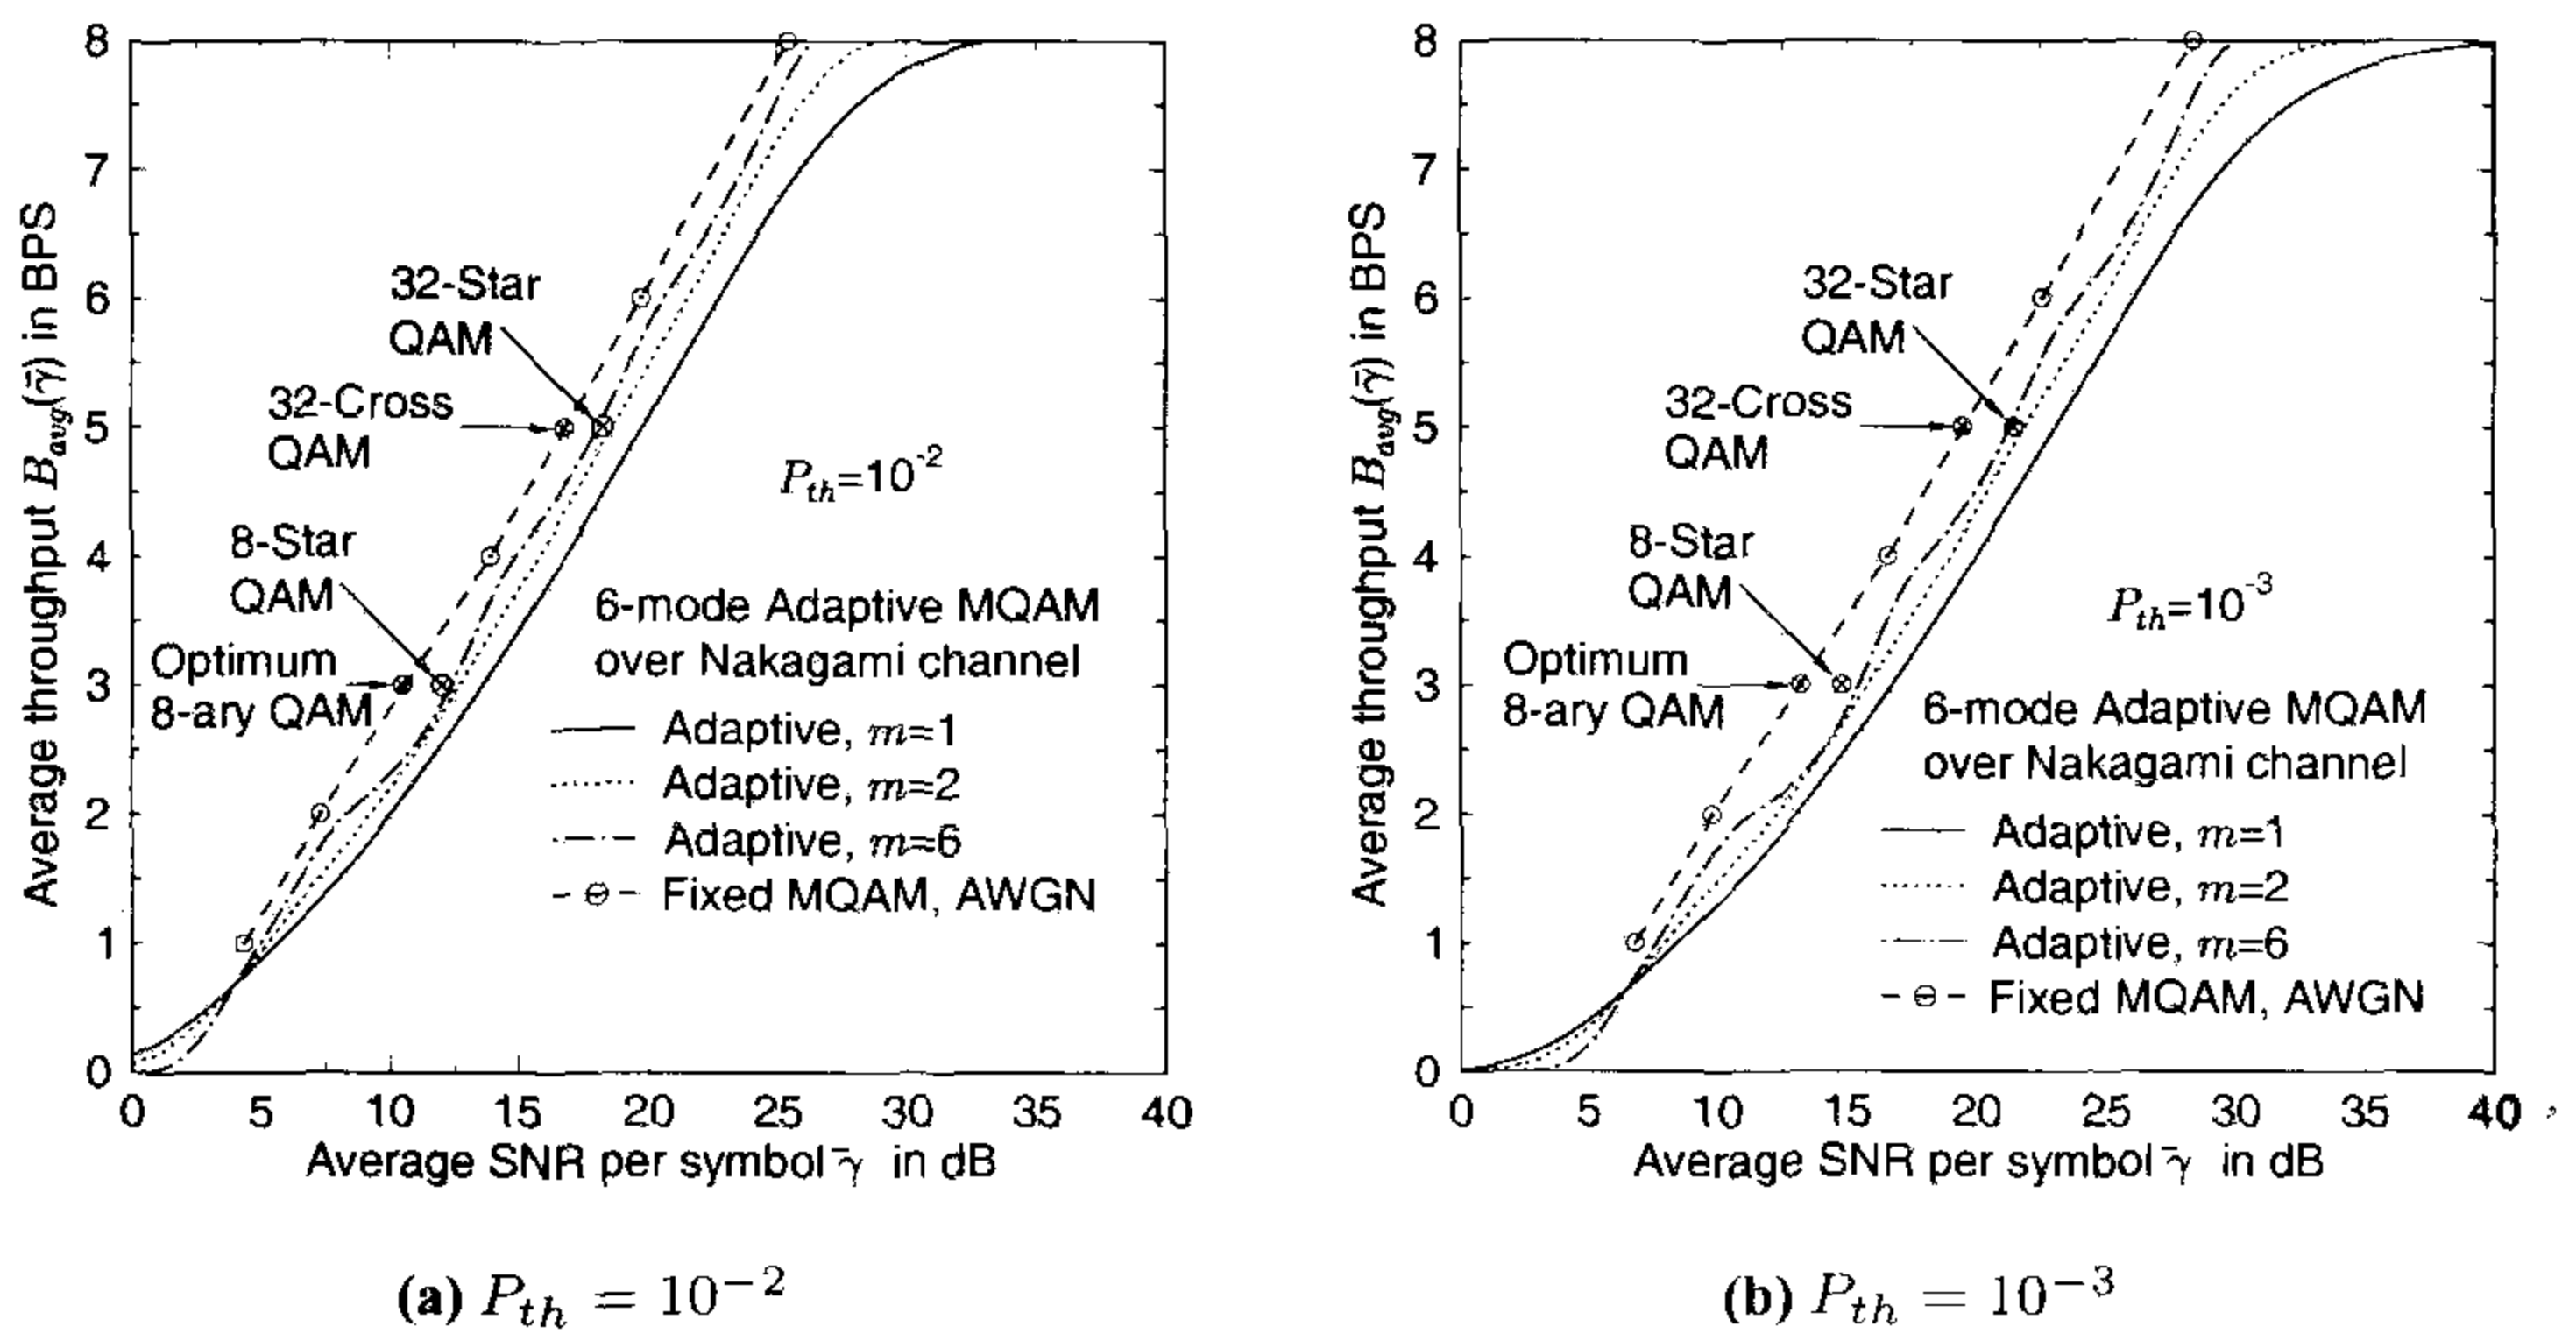 8
7
6
5
4
3
2
1
0
0 5 10 15 20 25 30 35 40
Average throughput B_avg(γ̄) in BPS
Average SNR per symbol γ̄ in dB
32-Star
QAM
32-Cross
QAM
8-Star
QAM
Optimum
8-ary QAM
P_th=10^-2
6-mode Adaptive MQAM
over Nakagami channel
Adaptive, m=1
Adaptive, m=2
Adaptive, m=6
Fixed MQAM, AWGN
(a) P_th = 10^−2
8
7
6
5
4
3
2
1
0
0 5 10 15 20 25 30 35 40
Average throughput B_avg(γ̄) in BPS
Average SNR per symbol γ̄ in dB
32-Star
QAM
32-Cross
QAM
8-Star
QAM
Optimum
8-ary QAM
P_th=10^-3
6-mode Adaptive MQAM
over Nakagami channel
Adaptive, m=1
Adaptive, m=2
Adaptive, m=6
Fixed MQAM, AWGN
(b) P_th = 10^−3